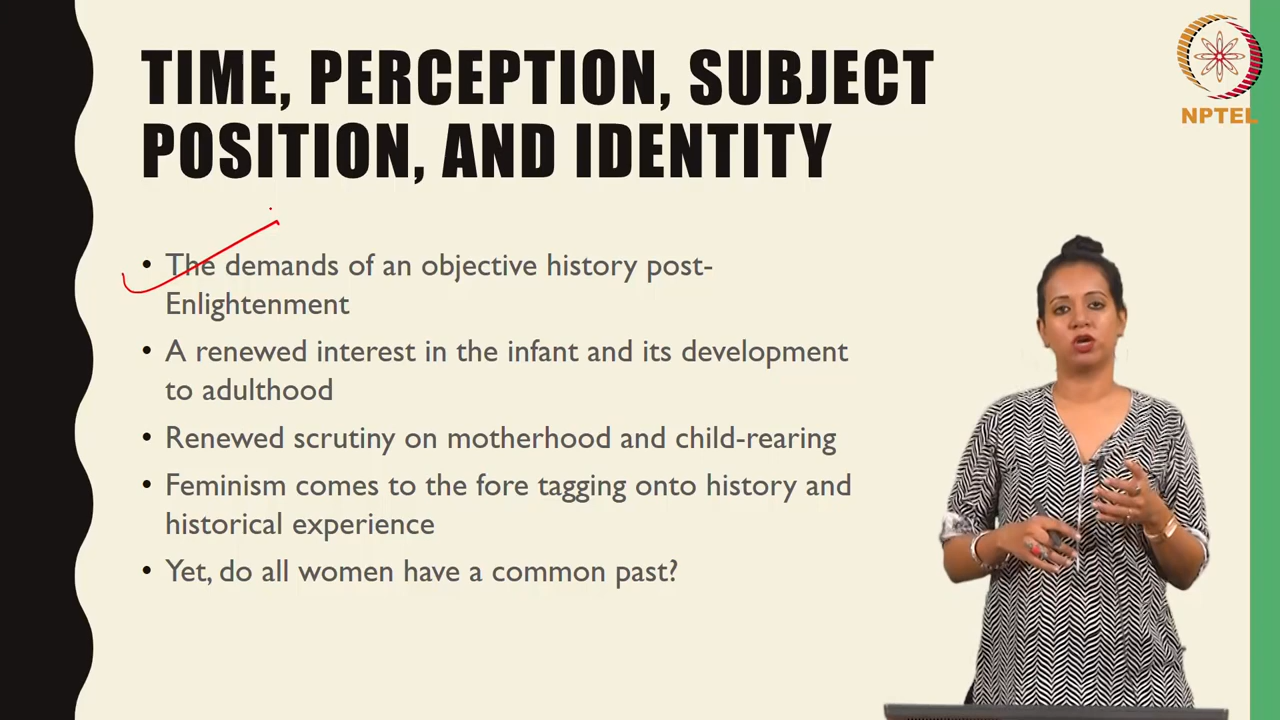 TIME, PERCEPTION, SUBJECT
POSITION, AND IDENTITY
NPTEL
• The demands of an objective history post-
Enlightenment
• A renewed interest in the infant and its development
to adulthood
• Renewed scrutiny on motherhood and child-rearing
• Feminism comes to the fore tagging onto history and
historical experience
• Yet, do all women have a common past?